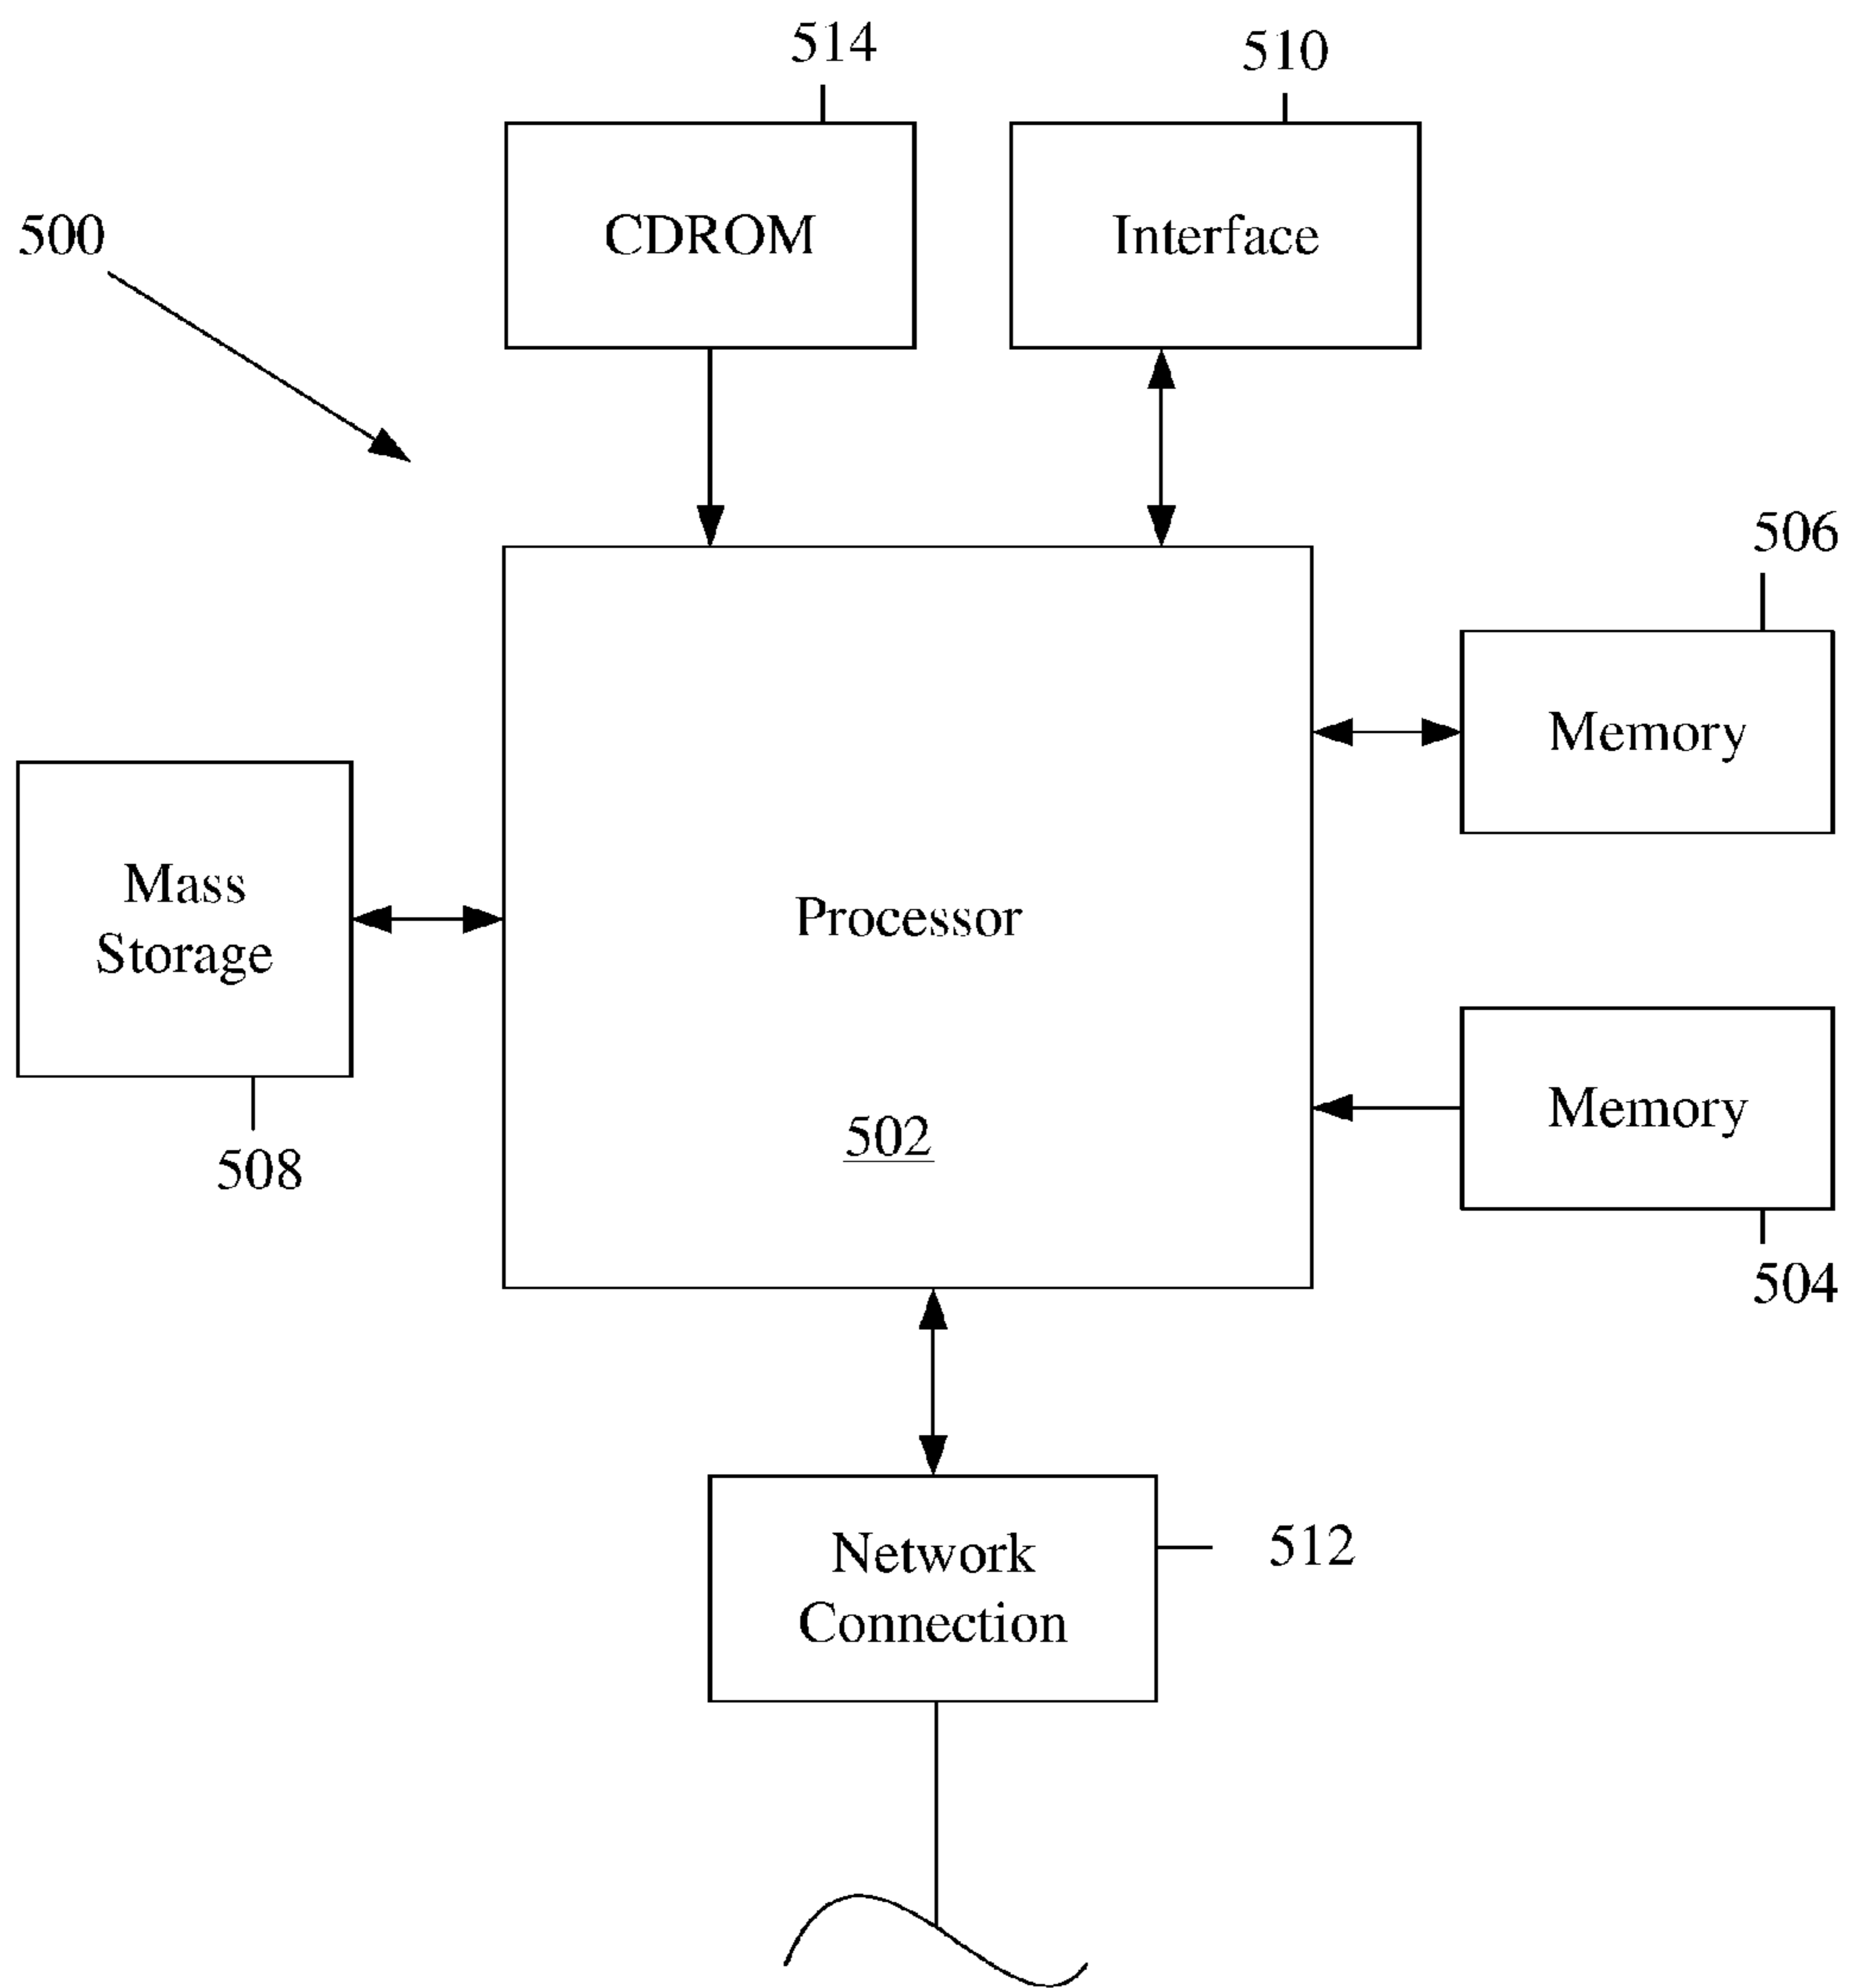 514
510
500
CDROM
Interface
506
Memory
Mass
Storage
Processor
502
Memory
508
504
Network
Connection
512